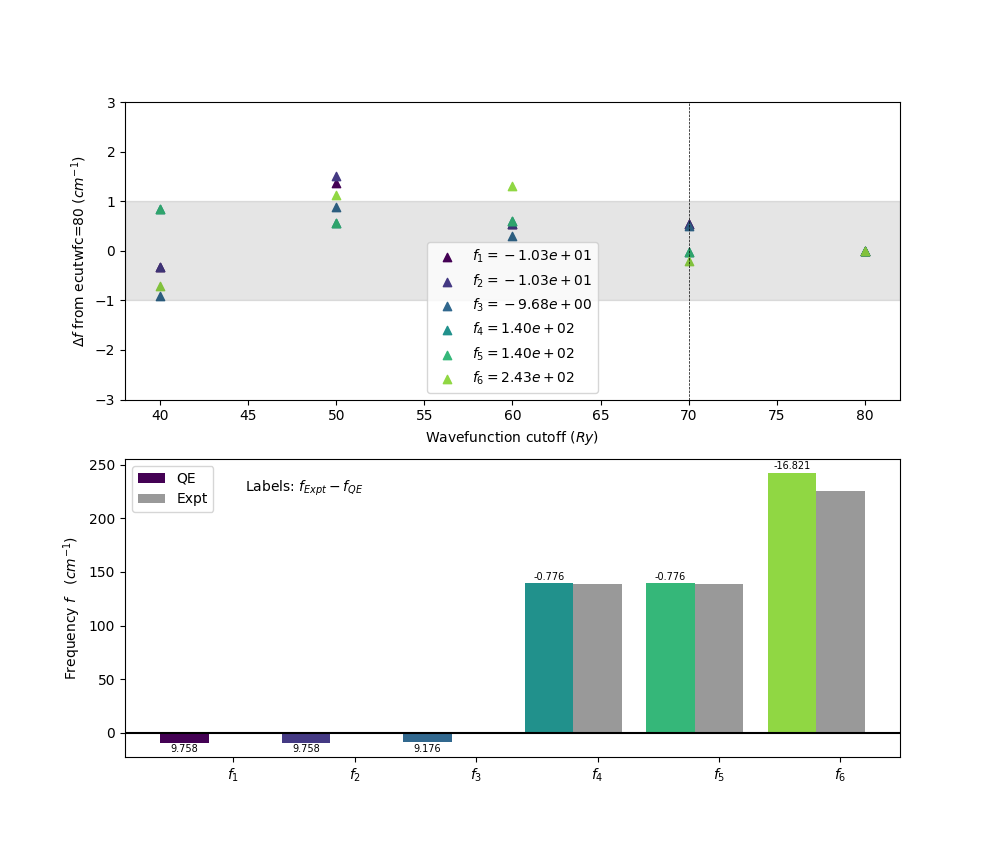 3
2
1
0
−1
−2
−3
Δf from ecutwfc=80 (cm⁻¹)
f₁ = −1.03e + 01
f₂ = −1.03e + 01
f₃ = −9.68e + 00
f₄ = 1.40e + 02
f₅ = 1.40e + 02
f₆ = 2.43e + 02
40 45 50 55 60 65 70 75 80
Wavefunction cutoff (Ry)
250
200
150
100
50
0
Frequency f (cm⁻¹)
QE
Expt
Labels: f_Expt − f_QE
-16.821
-0.776 -0.776
9.758 9.758 9.176
f₁ f₂ f₃ f₄ f₅ f₆